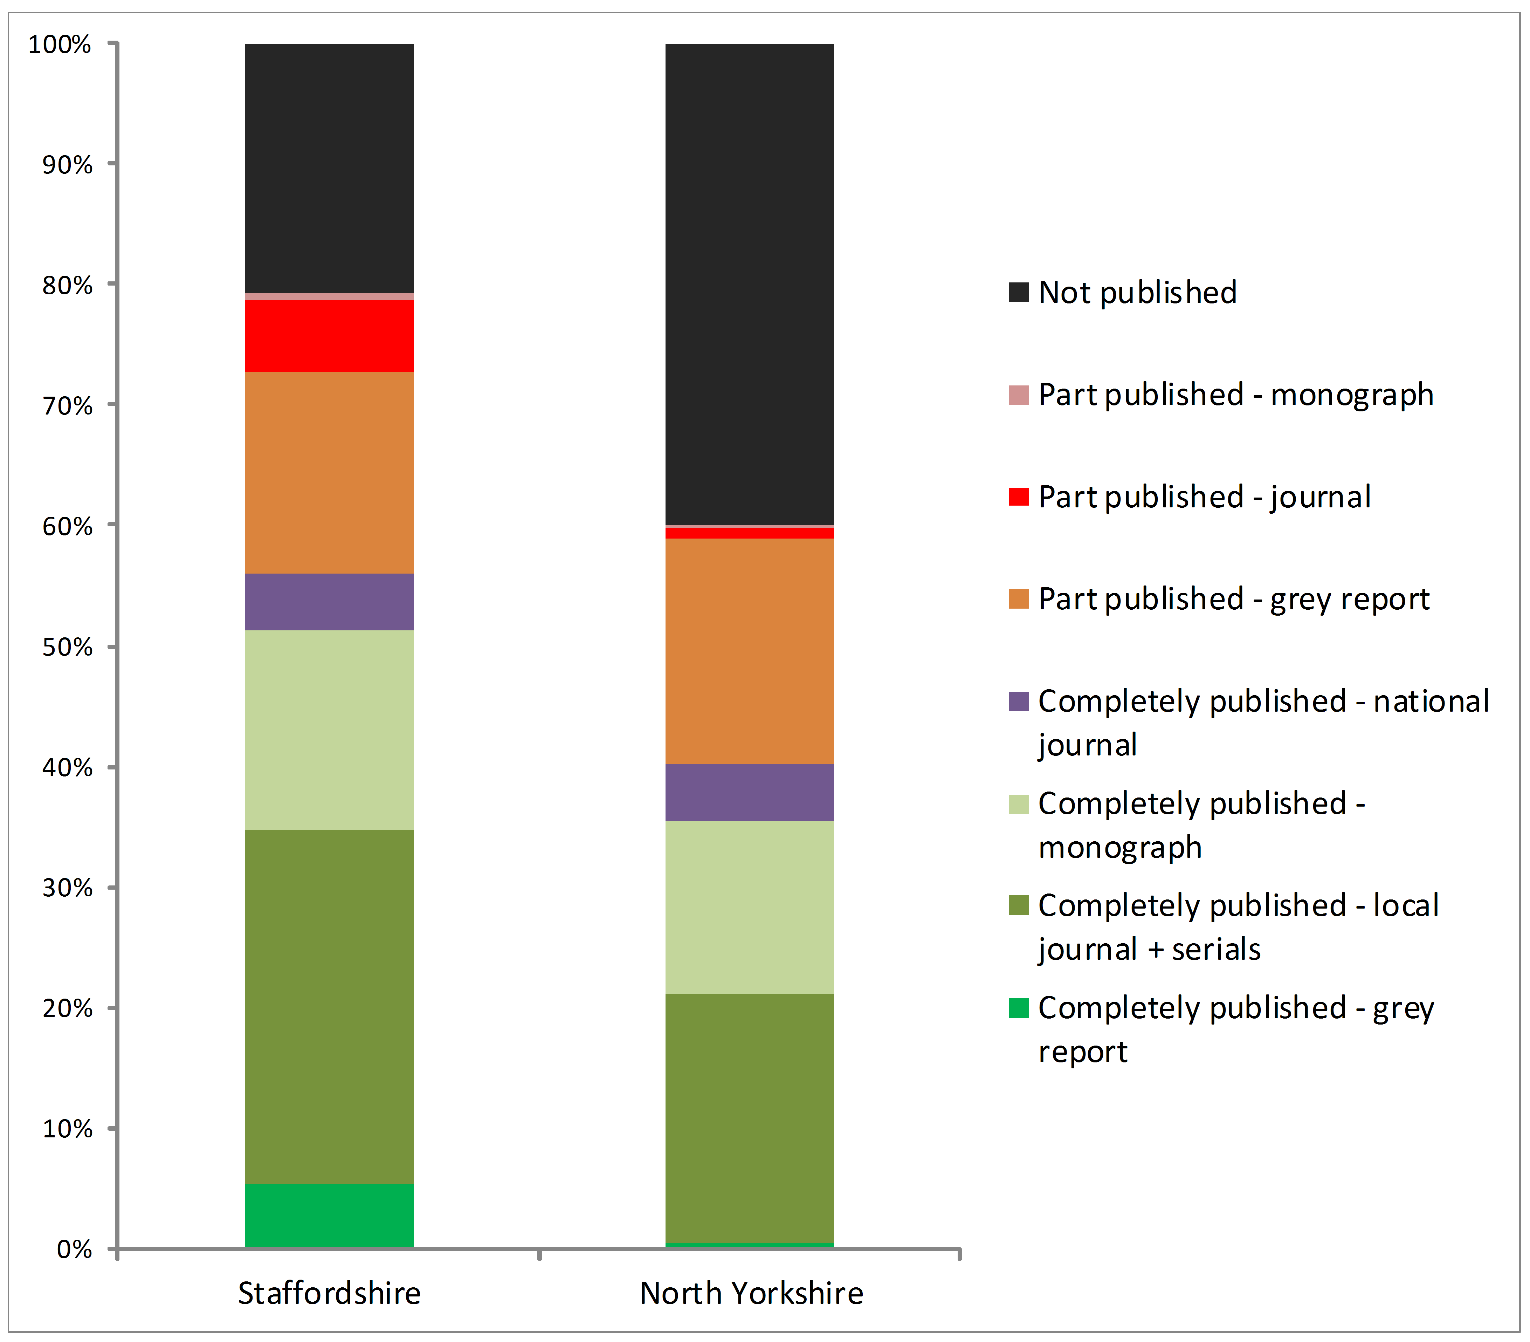 100%
90%
80%
70%
60%
50%
40%
30%
20%
10%
0%
Staffordshire
North Yorkshire
Not published
Part published - monograph
Part published - journal
Part published - grey report
Completely published - national
journal
Completely published -
monograph
Completely published - local
journal + serials
Completely published - grey
report